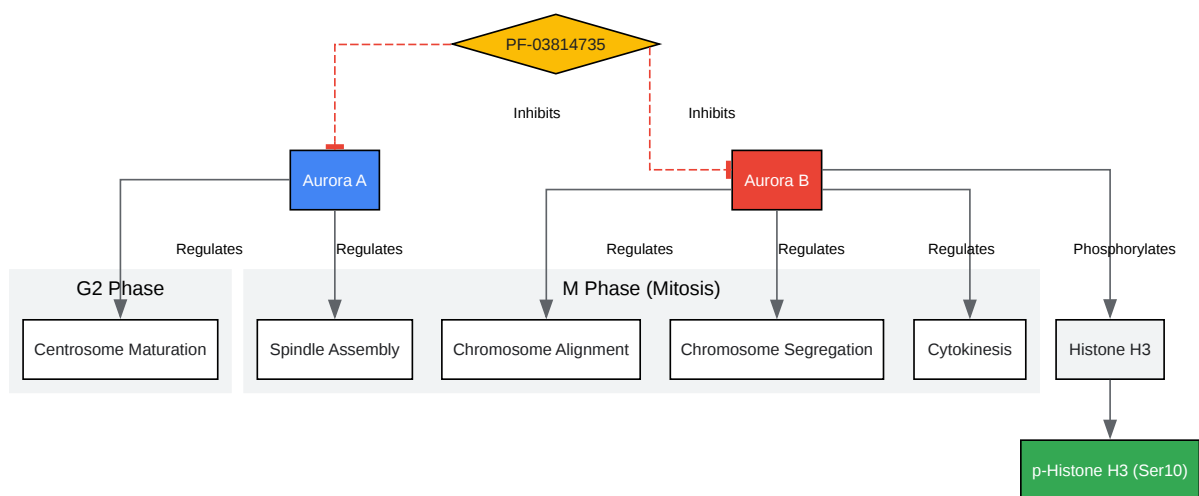 PF-03814735
Inhibits
Inhibits
Aurora A
Aurora B
Regulates
Regulates
Regulates
Regulates
Regulates
Phosphorylates
G2 Phase
M Phase (Mitosis)
Centrosome Maturation
Spindle Assembly
Chromosome Alignment
Chromosome Segregation
Cytokinesis
Histone H3
p-Histone H3 (Ser10)